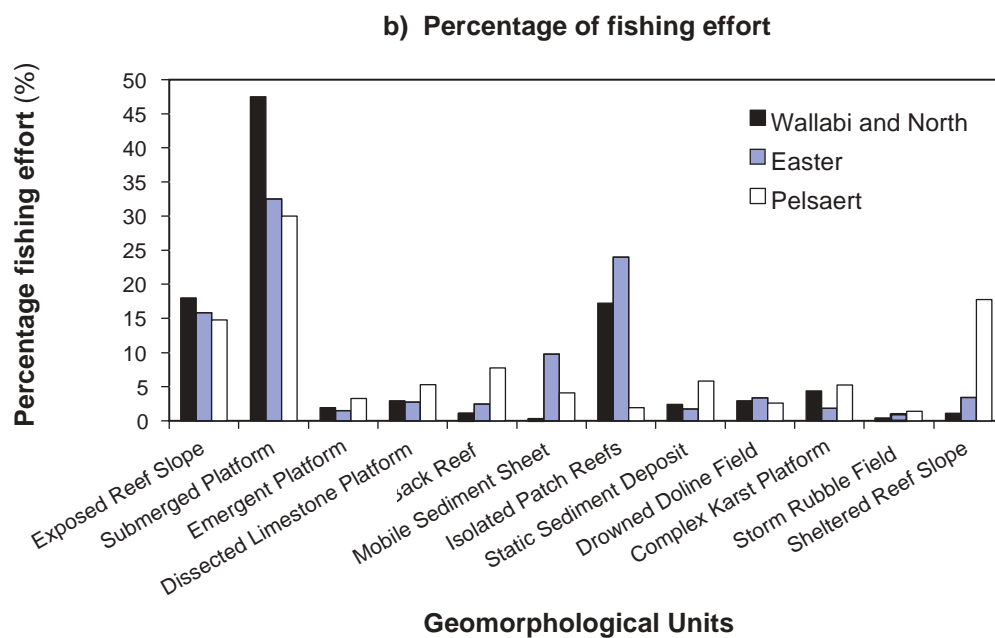 b) Percentage of fishing effort
Percentage fishing effort (%)
50
45
40
35
30
25
20
15
10
5
0
Wallabi and North
Easter
Pelsaert
Exposed Reef Slope
Submerged Platform
Emergent Platform
Dissected Limestone Platform
Back Reef
Mobile Sediment Sheet
Isolated Patch Reefs
Static Sediment Deposit
Drowned Doline Field
Complex Karst Platform
Storm Rubble Field
Sheltered Reef Slope
Geomorphological Units